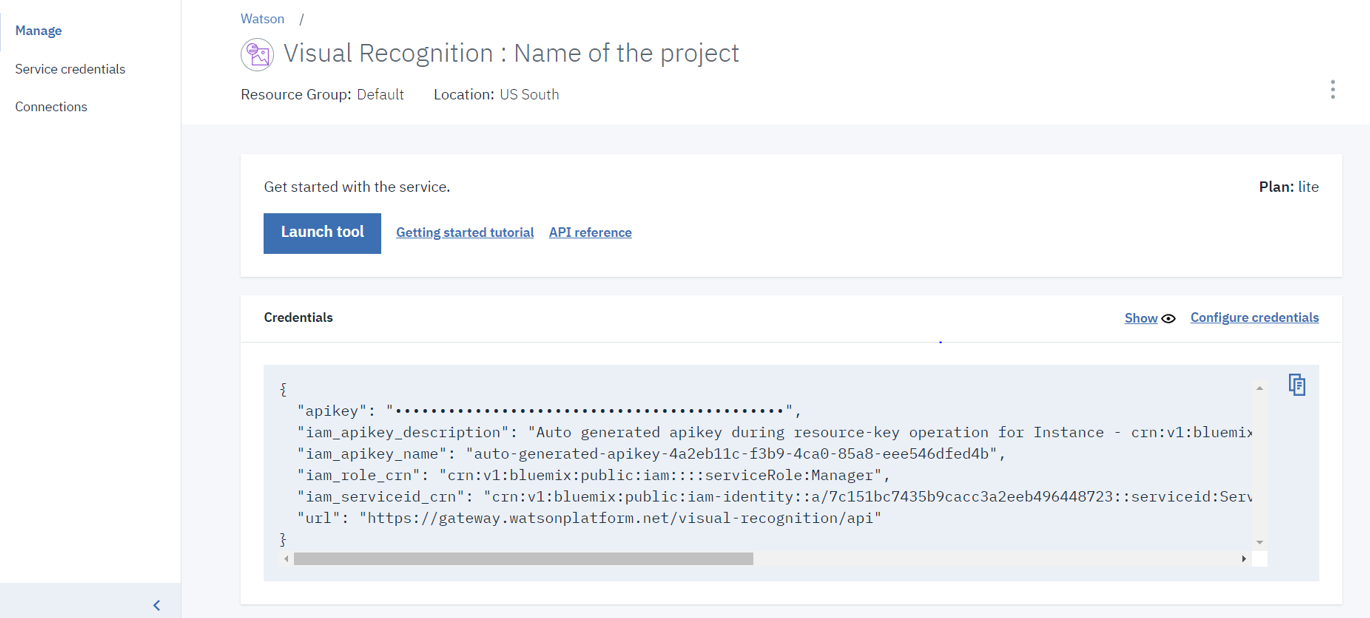 Manage
Service credentials
Connections
Watson /
Visual Recognition : Name of the project
Resource Group: Default Location: US South
Get started with the service. Plan: lite
Launch tool Getting started tutorial API reference
Credentials Show Configure credentials
{
"apikey": "••••••••••••••••••••••••••••••••••••••••••••",
"iam_apikey_description": "Auto generated apikey during resource-key operation for Instance - crn:v1:bluemix
"iam_apikey_name": "auto-generated-apikey-4a2eb11c-f3b9-4ca0-85a8-eee546dfed4b",
"iam_role_crn": "crn:v1:bluemix:public:iam::::serviceRole:Manager",
"iam_serviceid_crn": "crn:v1:bluemix:public:iam-identity::a/7c151bc7435b9cacc3a2eeb496448723::serviceid:Serv
"url": "https://gateway.watsonplatform.net/visual-recognition/api"
}